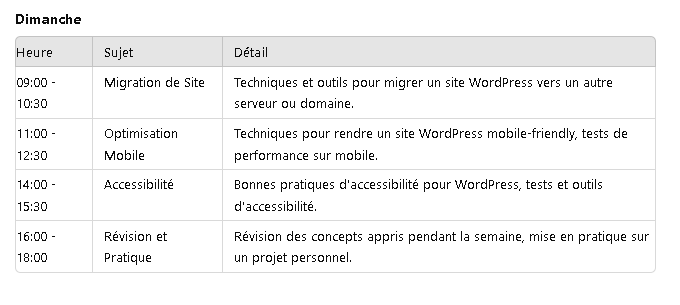 Dimanche
Heure Sujet Détail
09:00 - Migration de Site Techniques et outils pour migrer un site WordPress vers un autre
10:30 serveur ou domaine.
11:00 - Optimisation Techniques pour rendre un site WordPress mobile-friendly, tests de
12:30 Mobile performance sur mobile.
14:00 - Accessibilité Bonnes pratiques d'accessibilité pour WordPress, tests et outils
15:30 d'accessibilité.
16:00 - Révision et Révision des concepts appris pendant la semaine, mise en pratique sur
18:00 Pratique un projet personnel.